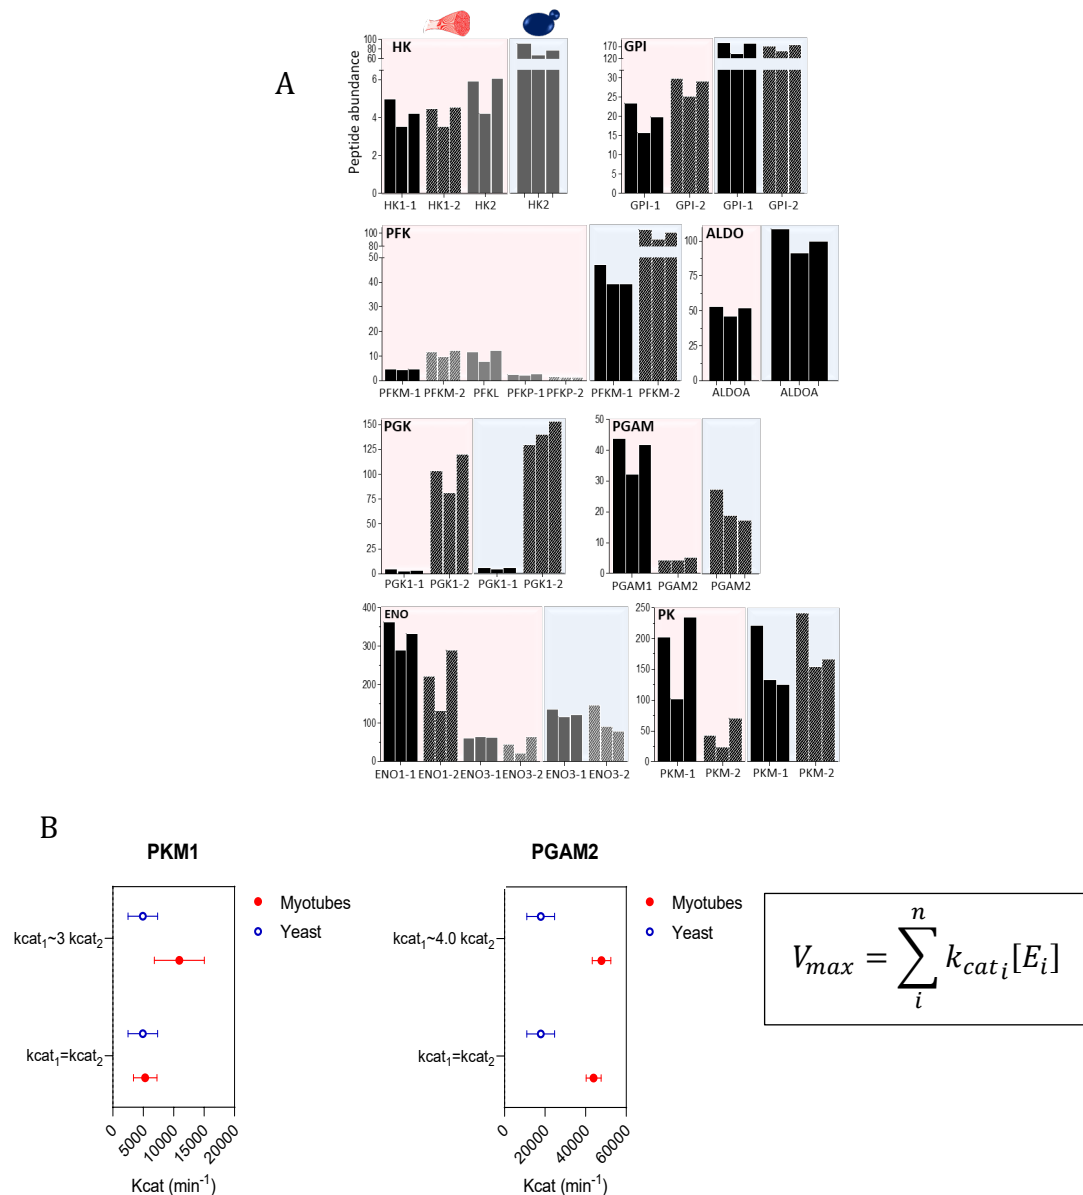 A
Peptide abundance
HK
100
80
60
6
4
2
0
HK1-1 HK1-2 HK2 HK2
GPI
170
120
30
25
20
15
10
5
0
GPI-1 GPI-2 GPI-1 GPI-2
PFK
100
80
50
40
30
20
10
0
PFKM-1 PFKM-2 PFKL PFKP-1 PFKP-2 PFKM-1 PFKM-2
ALDO
100
75
50
25
0
ALDOA ALDOA
PGK
150
125
100
75
50
25
0
PGK1-1 PGK1-2 PGK1-1 PGK1-2
PGAM
50
40
30
20
10
0
PGAM1 PGAM2 PGAM2
ENO
400
300
200
100
0
ENO1-1 ENO1-2 ENO3-1 ENO3-2 ENO3-1 ENO3-2
PK
250
200
150
100
50
0
PKM-1 PKM-2 PKM-1 PKM-2
B
PKM1
kcat₁~3 kcat₂
kcat₁=kcat₂
0 5000 10000 15000 20000
Kcat (min⁻¹)
Myotubes
Yeast
PGAM2
kcat₁~4.0 kcat₂
kcat₁=kcat₂
0 20000 40000 60000
Kcat (min⁻¹)
Myotubes
Yeast
V_{max} = \sum_{i}^{n} k_{cat_i}[E_i]